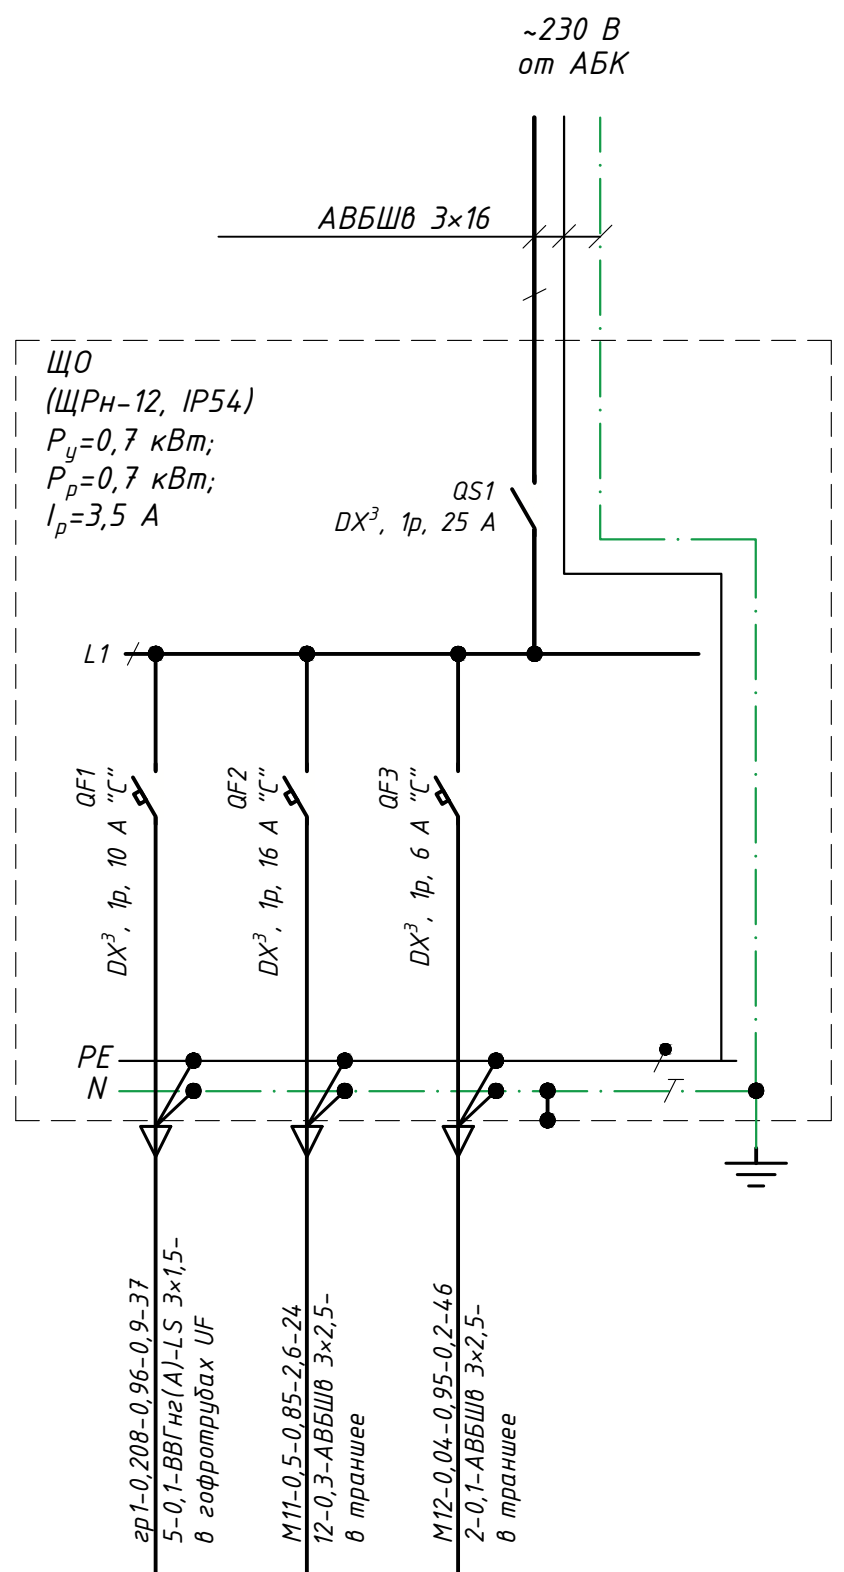 ~230 В
от АБК
АВБШв 3×16
ЩО
(ЩРн-12, IP54)
Pу=0,7 кВт;
Pр=0,7 кВт;
Iр=3,5 А
QS1
DX³, 1р, 25 А
L1
QF1
DX³, 1р, 10 А "С"
QF2
DX³, 1р, 16 А "С"
QF3
DX³, 1р, 6 А "С"
PE
N
гр1-0,208-0,96-0,9-37
5-0,1-ВВГнг(А)-LS 3×1,5-
в гофротрубах UF
М11-0,5-0,85-2,6-24
12-0,3-АВБШв 3×2,5-
в траншее
М12-0,04-0,95-0,2-46
2-0,1-АВБШв 3×2,5-
в траншее